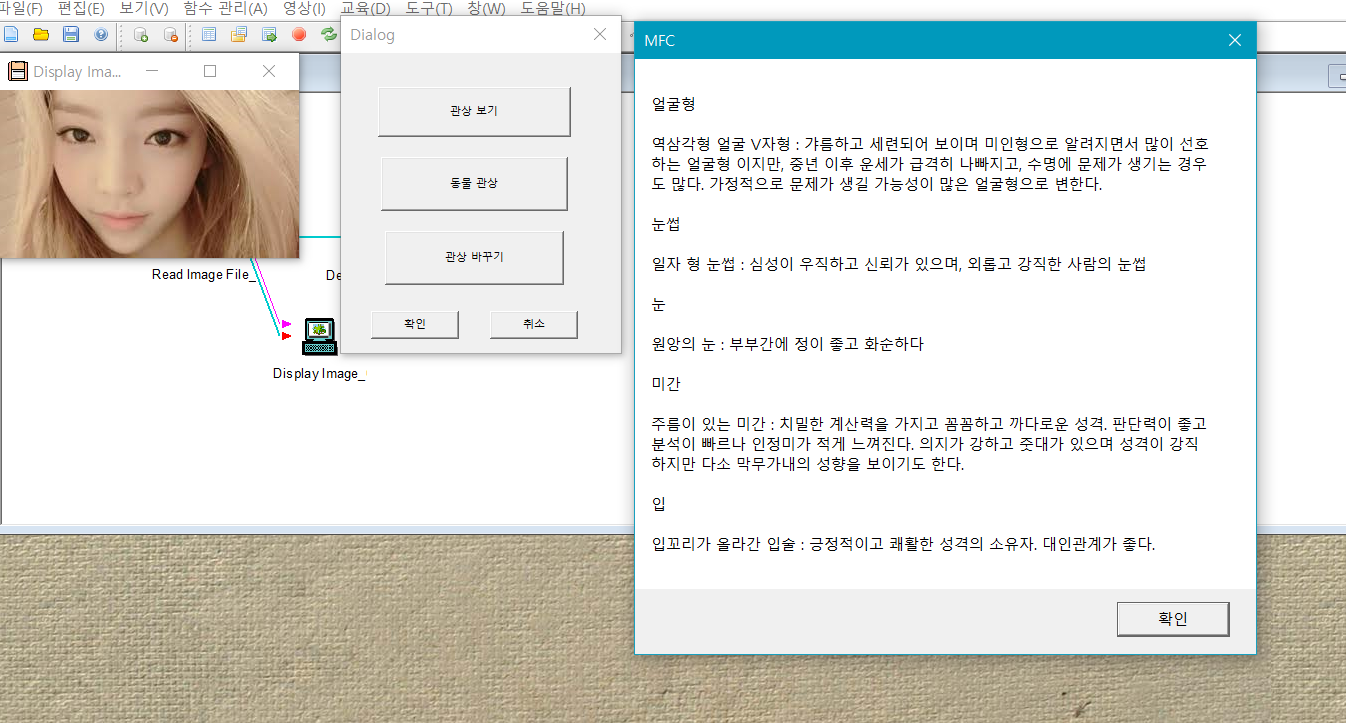 파일(F) 편집(E) 보기(V) 함수 관리(A) 영상(I) 교육(D) 도구(T) 창(W) 도움말(H)
Display Ima...
Read Image File_
De
Display Image_
Dialog
관상 보기
동물 관상
관상 바꾸기
확인 취소
MFC
얼굴형
역삼각형 얼굴 V자형 : 갸름하고 세련되어 보이며 미인형으로 알려지면서 많이 선호
하는 얼굴형 이지만, 중년 이후 운세가 급격히 나빠지고, 수명에 문제가 생기는 경우
도 많다. 가정적으로 문제가 생길 가능성이 많은 얼굴형으로 변한다.
눈썹
일자 형 눈썹 : 심성이 우직하고 신뢰가 있으며, 외롭고 강직한 사람의 눈썹
눈
원앙의 눈 : 부부간에 정이 좋고 화순하다
미간
주름이 있는 미간 : 치밀한 계산력을 가지고 꼼꼼하고 까다로운 성격. 판단력이 좋고
분석이 빠르나 인정미가 적게 느껴진다. 의지가 강하고 줏대가 있으며 성격이 강직
하지만 다소 막무가내의 성향을 보이기도 한다.
입
입꼬리가 올라간 입술 : 긍정적이고 쾌활한 성격의 소유자. 대인관계가 좋다.
확인